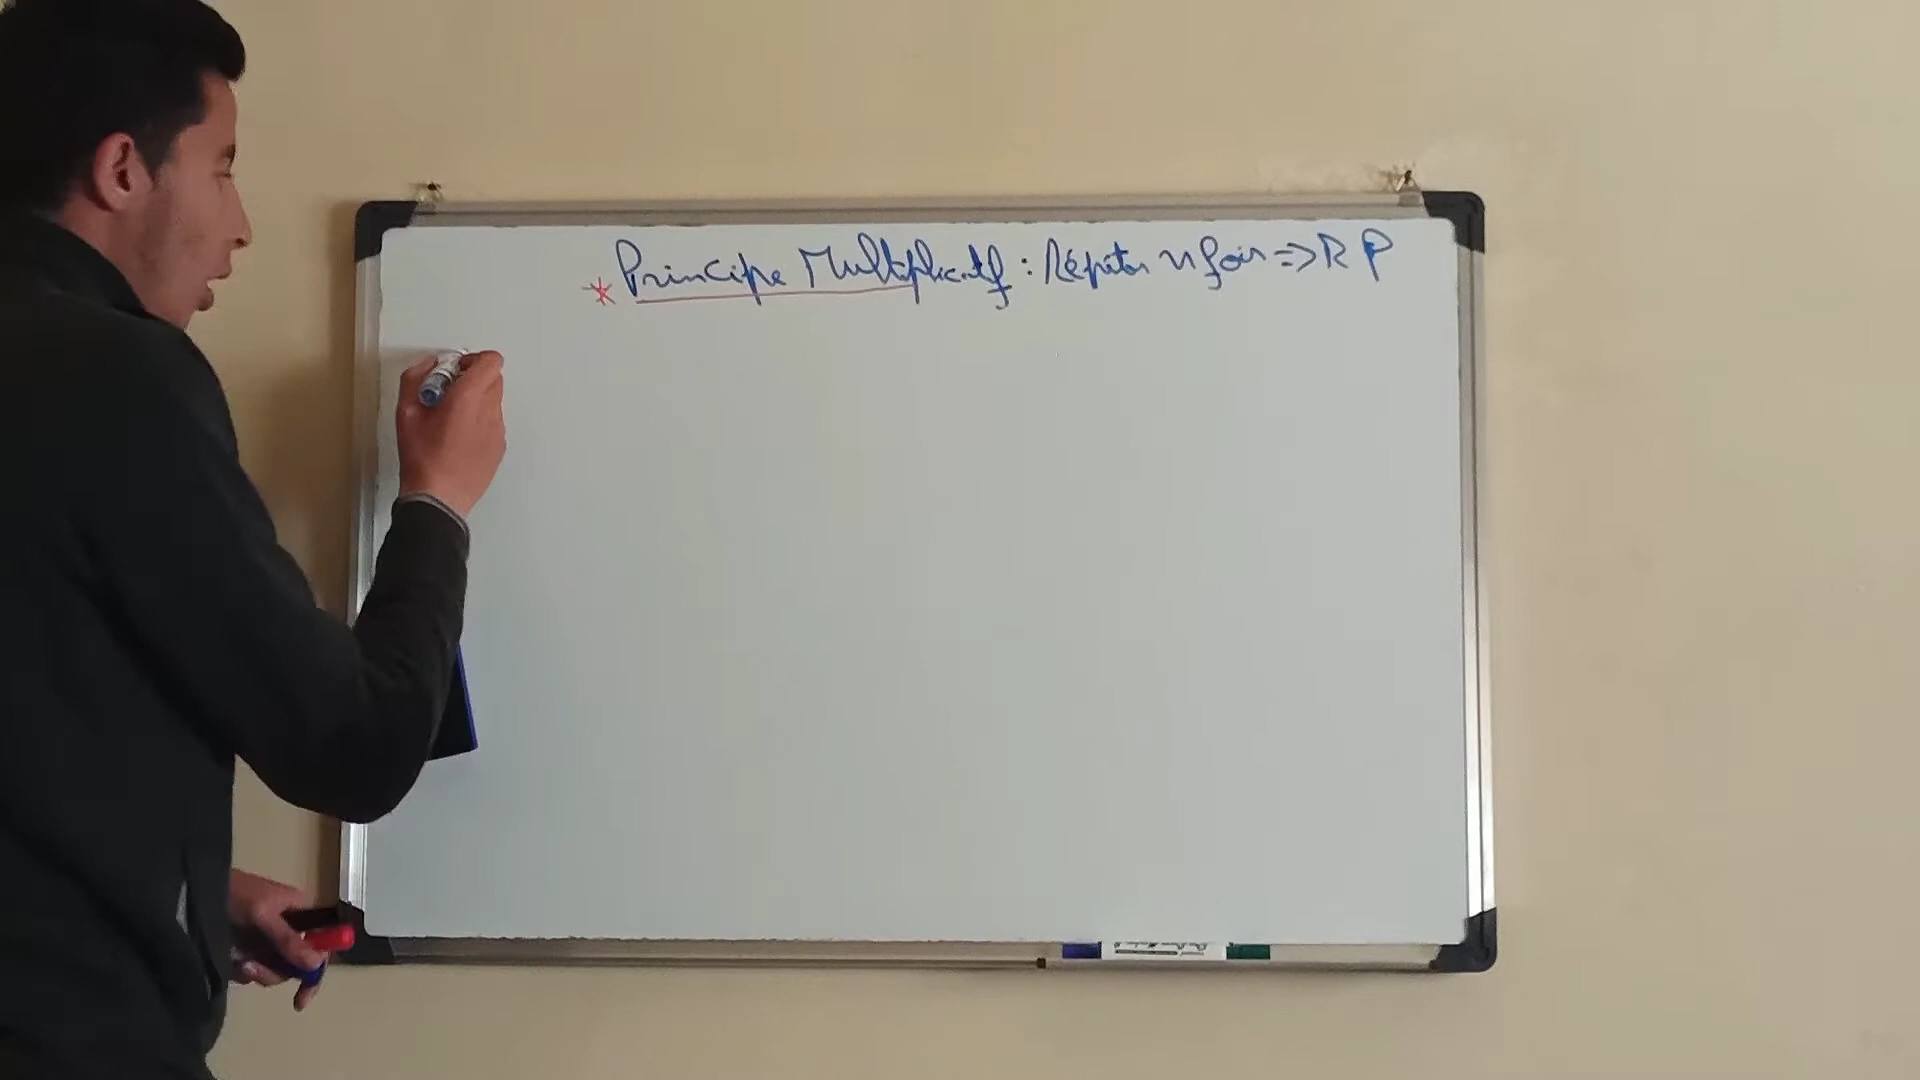 * Principe Multiplicatif : Répéter n fois => R P